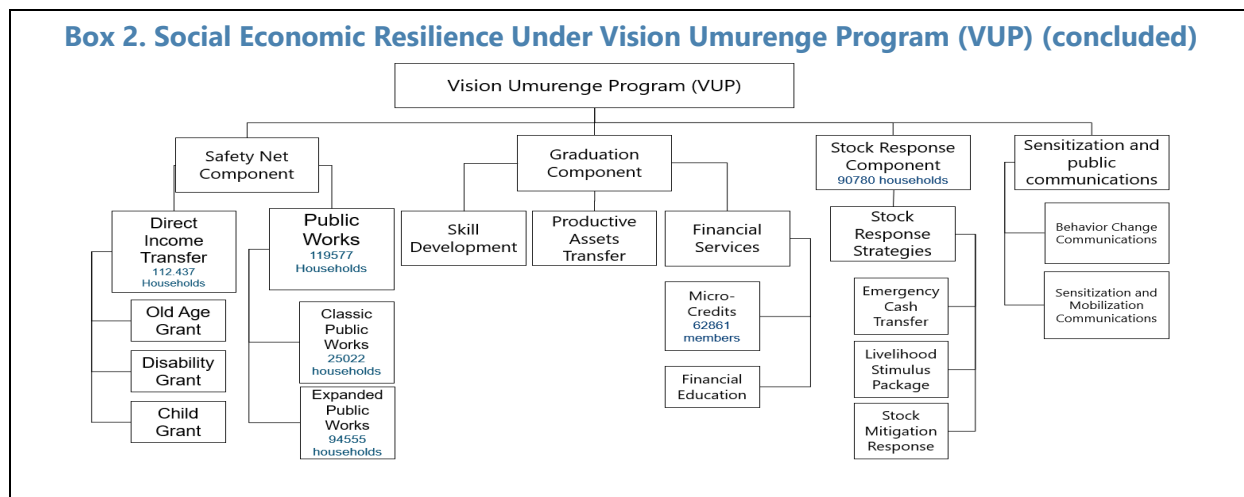 Box 2. Social Economic Resilience Under Vision Umurenge Program (VUP) (concluded)
Vision Umurenge Program (VUP)
Safety Net
Component
Graduation
Component
Stock Response
Component
90780 households
Sensitization and
public
communications
Direct
Income
Transfer
112.437
Households
Public
Works
119577
Households
Skill
Development
Productive
Assets
Transfer
Financial
Services
Stock
Response
Strategies
Behavior Change
Communications
Old Age
Grant
Classic
Public
Works
25022
households
Micro-
Credits
62861
members
Emergency
Cash
Transfer
Sensitization and
Mobilization
Communications
Disability
Grant
Livelihood
Stimulus
Package
Child
Grant
Expanded
Public
Works
94555
households
Financial
Education
Stock
Mitigation
Response